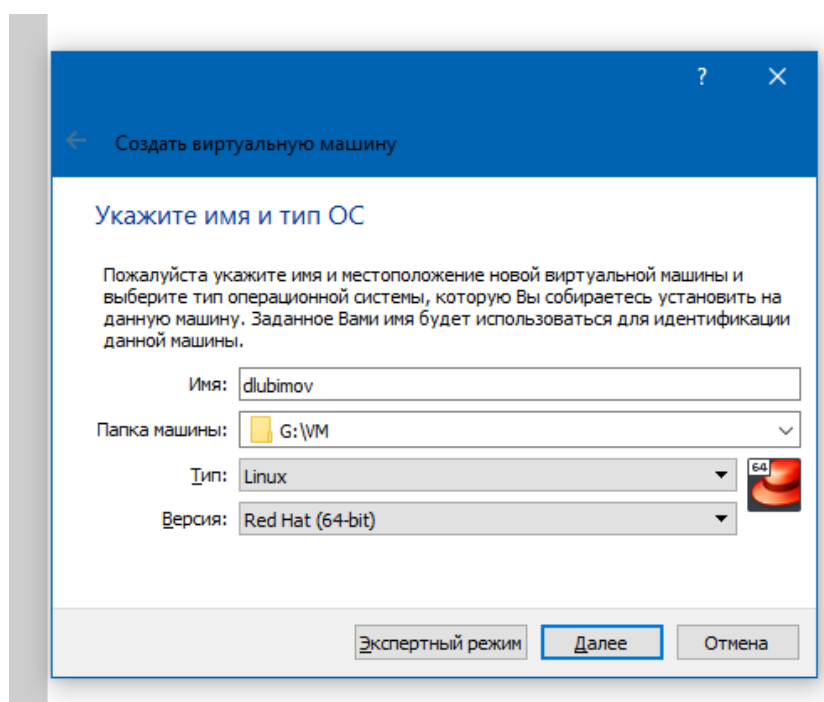 ?
Создать виртуальную машину
Укажите имя и тип ОС
Пожалуйста укажите имя и местоположение новой виртуальной машины и
выберите тип операционной системы, которую Вы собираетесь установить на
данную машину. Заданное Вами имя будет использоваться для идентификации
данной машины.
Имя: dlubimov
Папка машины: G:\VM
Тип: Linux
64
Версия: Red Hat (64-bit)
Экспертный режим Далее Отмена